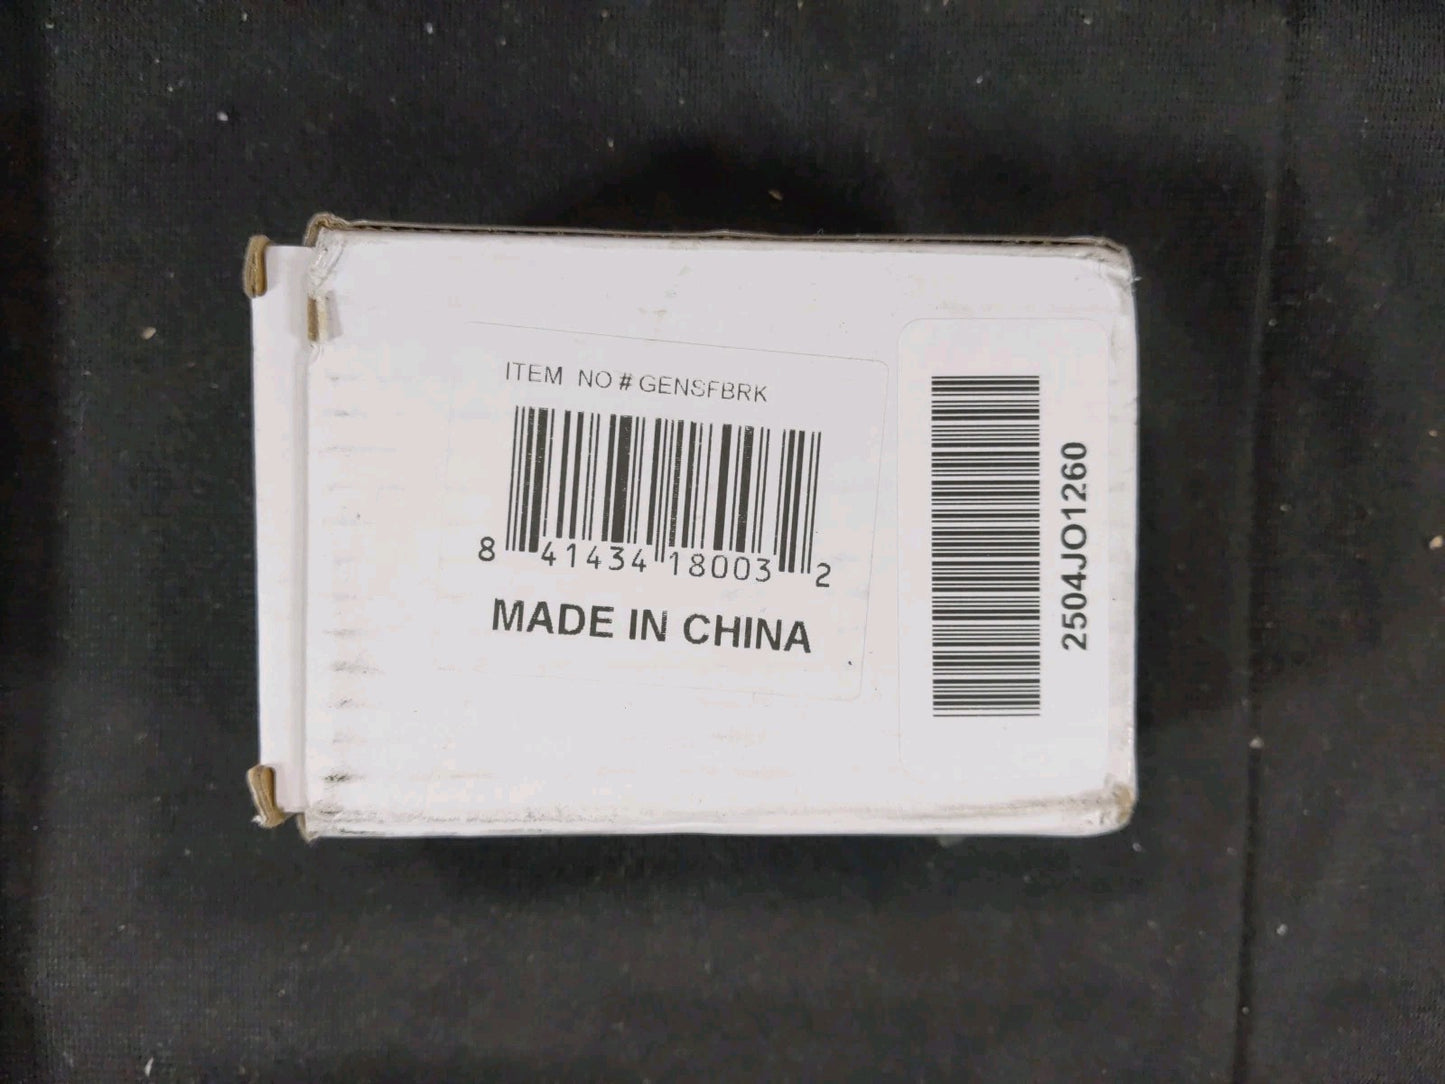 ITEM NO # GENSFBRK
8 41434 18003 2
MADE IN CHINA
2504JO1260